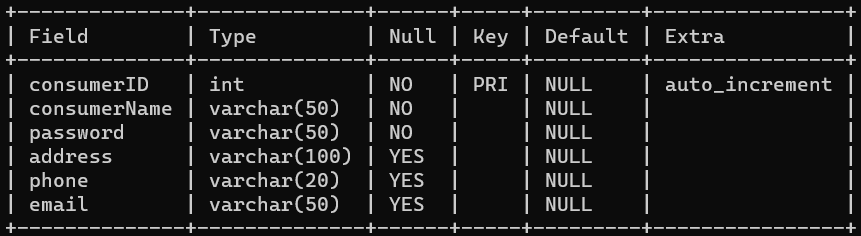 +--------------+--------------+------+-----+---------+----------------+
| Field        | Type         | Null | Key | Default | Extra          |
+--------------+--------------+------+-----+---------+----------------+
| consumerID   | int          | NO   | PRI | NULL    | auto_increment |
| consumerName | varchar(50)  | NO   |     | NULL    |                |
| password     | varchar(50)  | NO   |     | NULL    |                |
| address      | varchar(100) | YES  |     | NULL    |                |
| phone        | varchar(20)  | YES  |     | NULL    |                |
| email        | varchar(50)  | YES  |     | NULL    |                |
+--------------+--------------+------+-----+---------+----------------+